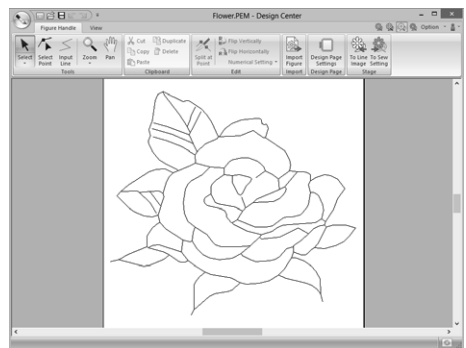 Flower.PEM - Design Center
Figure Handle View
Option
Select
Select Point
Input Line
Zoom
Pan
Tools
Cut Duplicate
Copy Delete
Paste
Clipboard
Split at Point
Flip Vertically
Flip Horizontally
Numerical Setting
Edit
Import Figure
Import
Design Page Settings
Design Page
To Line Image
To Sew Setting
Stage